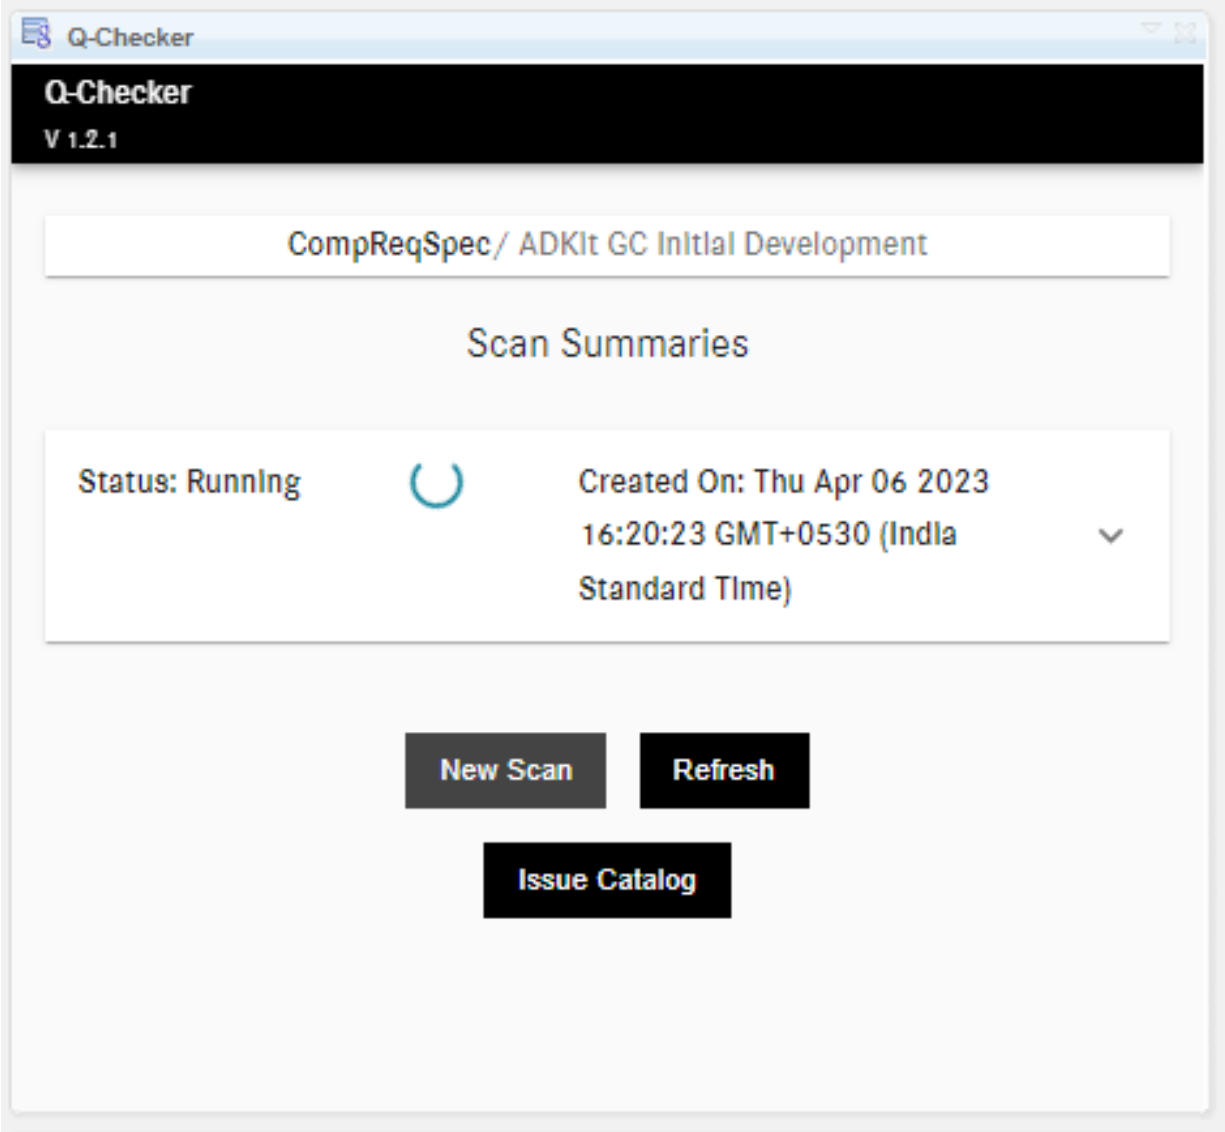 Q-Checker
Q-Checker
V 1.2.1
CompReqSpec/ ADKit GC Initial Development
Scan Summaries
Status: Running
Created On: Thu Apr 06 2023
16:20:23 GMT+0530 (India
Standard Time)
New Scan
Refresh
Issue Catalog